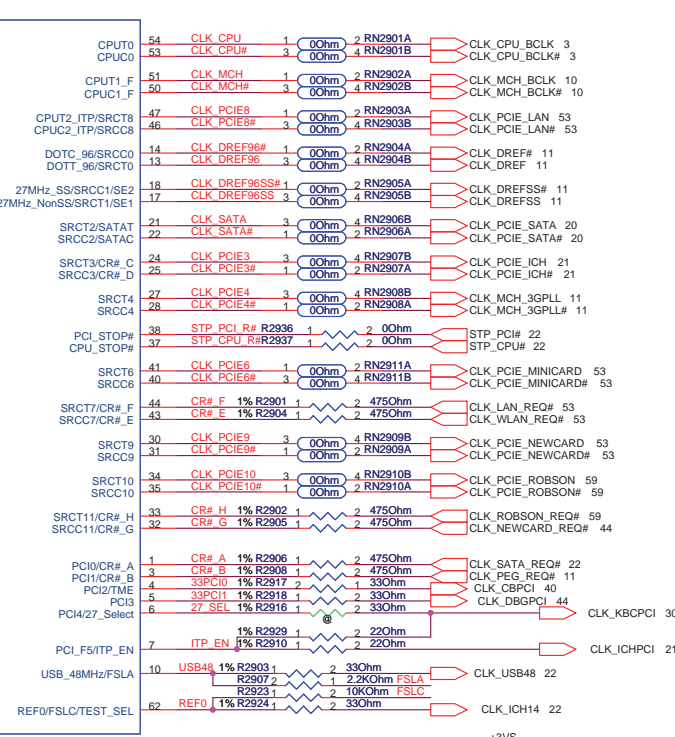 CPUT0 54 CLK_CPU 1 0Ohm 2 RN2901A CLK_CPU_BCLK 3
CPUC0 53 CLK_CPU# 3 0Ohm 4 RN2901B CLK_CPU_BCLK# 3
CPUT1_F 51 CLK_MCH 1 0Ohm 2 RN2902A CLK_MCH_BCLK 10
CPUC1_F 50 CLK_MCH# 3 0Ohm 4 RN2902B CLK_MCH_BCLK# 10
CPUT2_ITP/SRCT8 47 CLK_PCIE8 1 0Ohm 2 RN2903A CLK_PCIE_LAN 53
CPUC2_ITP/SRCC8 46 CLK_PCIE8# 3 0Ohm 4 RN2903B CLK_PCIE_LAN# 53
DOTC_96/SRCC0 14 CLK_DREF96# 1 0Ohm 2 RN2904A CLK_DREF# 11
DOTT_96/SRCT0 13 CLK_DREF96 3 0Ohm 4 RN2904B CLK_DREF 11
27MHz_SS/SRCC1/SE2 18 CLK_DREF96SS# 1 0Ohm 2 RN2905A CLK_DREFSS# 11
27MHz_NonSS/SRCT1/SE1 17 CLK_DREF96SS 3 0Ohm 4 RN2905B CLK_DREFSS 11
SRCT2/SATAT 21 CLK_SATA 3 0Ohm 4 RN2906B CLK_PCIE_SATA 20
SRCC2/SATAC 22 CLK_SATA# 1 0Ohm 2 RN2906A CLK_PCIE_SATA# 20
SRCT3/CR#_C 24 CLK_PCIE3 3 0Ohm 4 RN2907B CLK_PCIE_ICH 21
SRCC3/CR#_D 25 CLK_PCIE3# 1 0Ohm 2 RN2907A CLK_PCIE_ICH# 21
SRCT4 27 CLK_PCIE4 3 0Ohm 4 RN2908B CLK_MCH_3GPLL 11
SRCC4 28 CLK_PCIE4# 1 0Ohm 2 RN2908A CLK_MCH_3GPLL# 11
PCI_STOP# 38 STP_PCI_R# R2936 1 2 0Ohm STP_PCI# 22
CPU_STOP# 37 STP_CPU_R# R2937 1 2 0Ohm STP_CPU# 22
SRCT6 41 CLK_PCIE6 1 0Ohm 2 RN2911A CLK_PCIE_MINICARD 53
SRCC6 40 CLK_PCIE6# 3 0Ohm 4 RN2911B CLK_PCIE_MINICARD# 53
SRCT7/CR#_F 44 CR#_F 1% R2901 1 2 475Ohm CLK_LAN_REQ# 53
SRCC7/CR#_E 43 CR#_E 1% R2904 1 2 475Ohm CLK_WLAN_REQ# 53
SRCT9 30 CLK_PCIE9 3 0Ohm 4 RN2909B CLK_PCIE_NEWCARD 53
SRCC9 31 CLK_PCIE9# 1 0Ohm 2 RN2909A CLK_PCIE_NEWCARD# 53
SRCT10 34 CLK_PCIE10 3 0Ohm 4 RN2910B CLK_PCIE_ROBSON 59
SRCC10 35 CLK_PCIE10# 1 0Ohm 2 RN2910A CLK_PCIE_ROBSON# 59
SRCT11/CR#_H 33 CR#_H 1% R2902 1 2 475Ohm CLK_ROBSON_REQ# 59
SRCC11/CR#_G 32 CR#_G 1% R2905 1 2 475Ohm CLK_NEWCARD_REQ# 44
PCI0/CR#_A 1 CR#_A 1% R2906 1 2 475Ohm CLK_SATA_REQ# 22
PCI1/CR#_B 3 CR#_B 1% R2908 1 2 475Ohm CLK_PEG_REQ# 11
PCI2/TME 4 33PCI0 1% R2917 2 1 33Ohm CLK_CBPCI 40
PCI3 5 33PCI1 1% R2918 1 2 33Ohm CLK_DBGPCI 44
PCI4/27_Select 6 27_SEL 1% R2916 1 2 33Ohm CLK_KBCPCI 30
@
1% R2929 1 2 22Ohm
PCI_F5/ITP_EN 7 ITP_EN 1% R2910 1 2 22Ohm CLK_ICHPCI 21
USB_48MHz/FSLA 10 USB48 1% R2903 1 2 33Ohm CLK_USB48 22
R2907 2 1 2.2KOhm FSLA
R2923 1 2 10KOhm FSLC
REF0/FSLC/TEST_SEL 62 REF0 1% R2924 1 2 33Ohm CLK_ICH14 22
+3VS